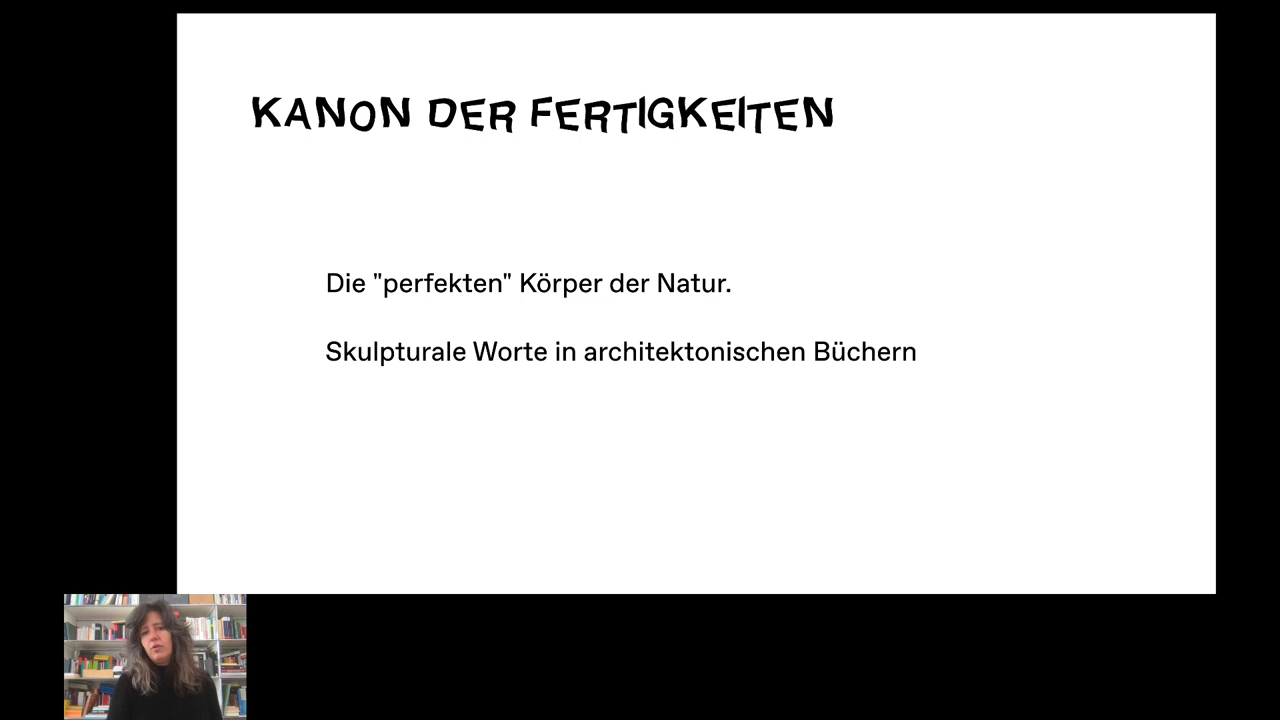 KANON DER FERTIGKEITEN
Die "perfekten" Körper der Natur.
Skulpturale Worte in architektonischen Büchern